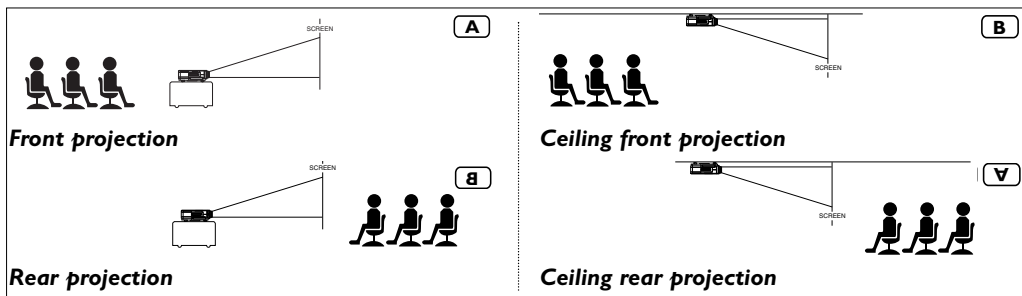 SCREEN
A
Front projection
B
SCREEN
Ceiling front projection
SCREEN
B
Rear projection
A
SCREEN
Ceiling rear projection